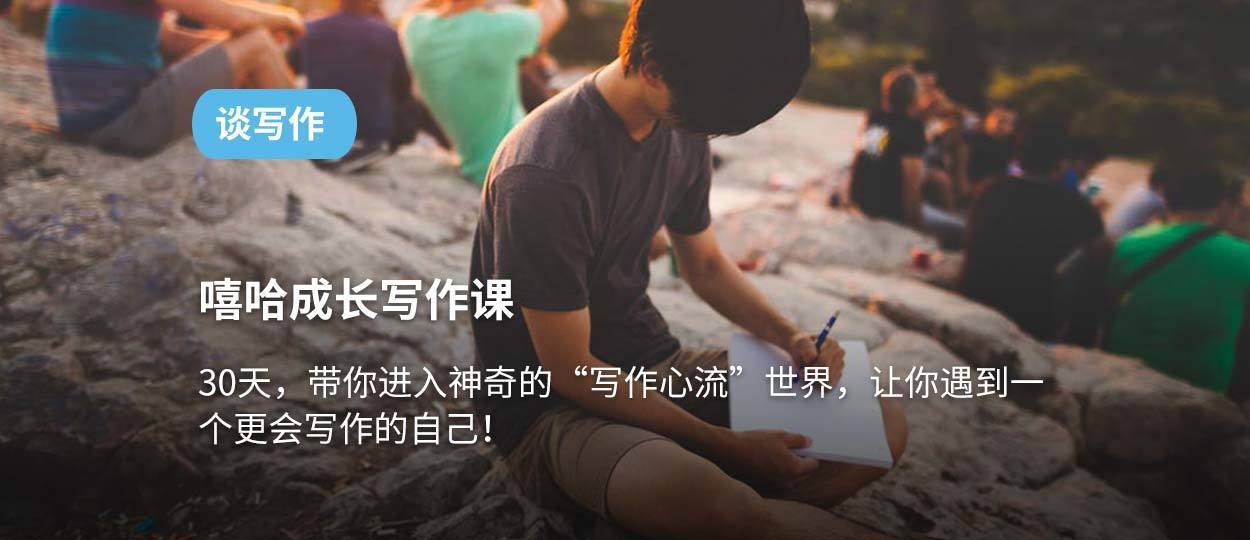 谈写作
嘻哈成长写作课
30天，带你进入神奇的“写作心流”世界，让你遇到一
个更会写作的自己！